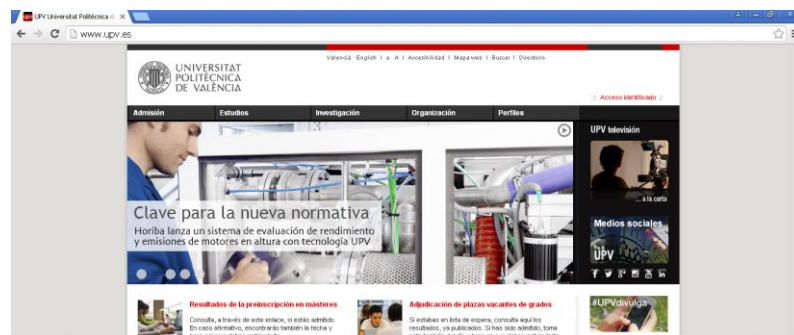 UPV Universitat Politècnica d
www.upv.es
UNIVERSITAT
POLITÈCNICA
DE VALÈNCIA
Valencià · English | a · A | Accesibilidad | Mapa web | Buscar | Directorio
:: Acceso identificado ::
Admisión Estudios Investigación Organización Perfiles
UPV televisión
... a la carta
Clave para la nueva normativa
Horiba lanza un sistema de evaluación de rendimiento
y emisiones de motores en altura con tecnología UPV
Medios sociales
UPV
#UPVdivulga
Resultados de la preinscripción en másteres
Consulta, a través de este enlace, si estás admitido.
En caso afirmativo, encontrarás también la fecha y
Adjudicación de plazas vacantes de grados
Si estabas en lista de espera, consulta aquí los
resultados, ya publicados. Si has sido admitido, toma